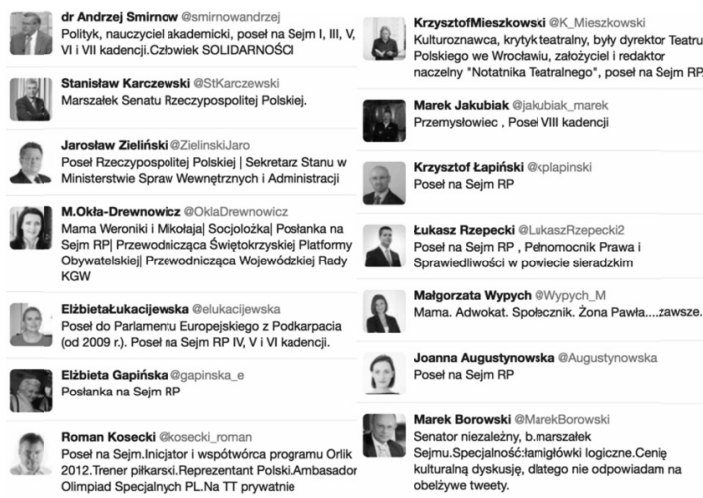 dr Andrzej Smirnow @smirnowandrzej
Polityk, nauczyciel akademicki, poseł na Sejm I, III, V,
VI i VII kadencji.Człowiek SOLIDARNOŚCI
Stanisław Karczewski @StKarczewski
Marszałek Senatu Rzeczypospolitej Polskiej.
Jarosław Zieliński @ZielinskiJaro
Poseł Rzeczypospolitej Polskiej | Sekretarz Stanu w
Ministerstwie Spraw Wewnętrznych i Administracji
M.Okła-Drewnowicz @OklaDrewnowicz
Mama Weroniki i Mikołaja| Socjolożka| Posłanka na
Sejm RP| Przewodnicząca Świętokrzyskiej Platformy
Obywatelskiej| Przewodnicząca Wojewódzkiej Rady
KGW
ElżbietaŁukacijewska @elukacijewska
Poseł do Parlamentu Europejskiego z Podkarpacia
(od 2009 r.). Poseł na Sejm RP IV, V i VI kadencji.
Elżbieta Gapińska @gapinska_e
Posłanka na Sejm RP
Roman Kosecki @kosecki_roman
Poseł na Sejm.Inicjator i współtwórca programu Orlik
2012.Trener piłkarski.Reprezentant Polski.Ambasador
Olimpiad Specjalnych PL.Na TT prywatnie
KrzysztofMieszkowski @K_Mieszkowski
Kulturoznawca, krytyk teatralny, były dyrektor Teatru
Polskiego we Wrocławiu, założyciel i redaktor
naczelny "Notatnika Teatralnego", poseł na Sejm RP.
Marek Jakubiak @jakubiak_marek
Przemysłowiec , Poseł VIII kadencji
Krzysztof Łapiński @kplapinski
Poseł na Sejm RP
Łukasz Rzepecki @LukaszRzepecki2
Poseł na Sejm RP , Pełnomocnik Prawa i
Sprawiedliwości w powiecie sieradzkim
Małgorzata Wypych @Wypych_M
Mama. Adwokat. Społecznik. Żona Pawła....zawsze.
Joanna Augustynowska @Augustynowska
Poseł na Sejm RP
Marek Borowski @MarekBorowski
Senator niezależny, b.marszałek
Sejmu.Specjalność:łamigłówki logiczne.Cenię
kulturalną dyskusję, dlatego nie odpowiadam na
obelżywe tweety.